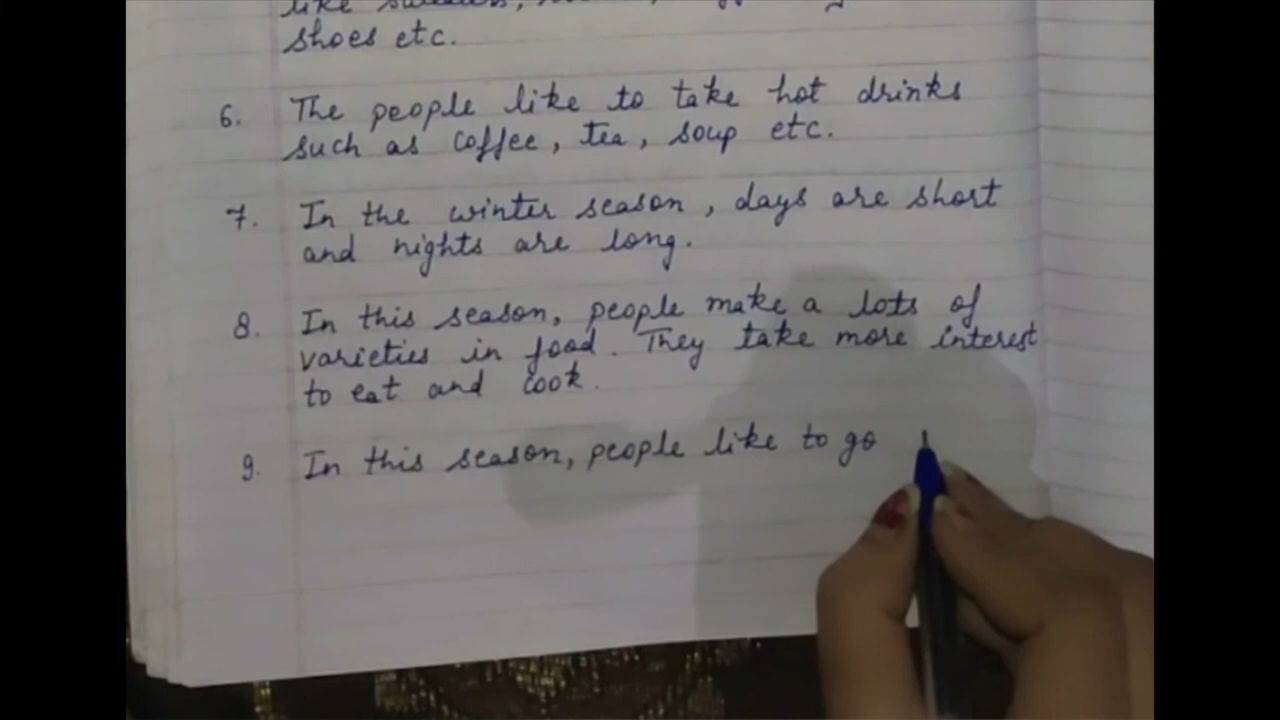 like
shoes etc.
6. The people like to take hot drinks
such as coffee, tea, soup etc.
7. In the winter season, days are short
and nights are long.
8. In this season, people make a lots of
varieties in food. They take more interest
to eat and cook.
9. In this season, people like to go